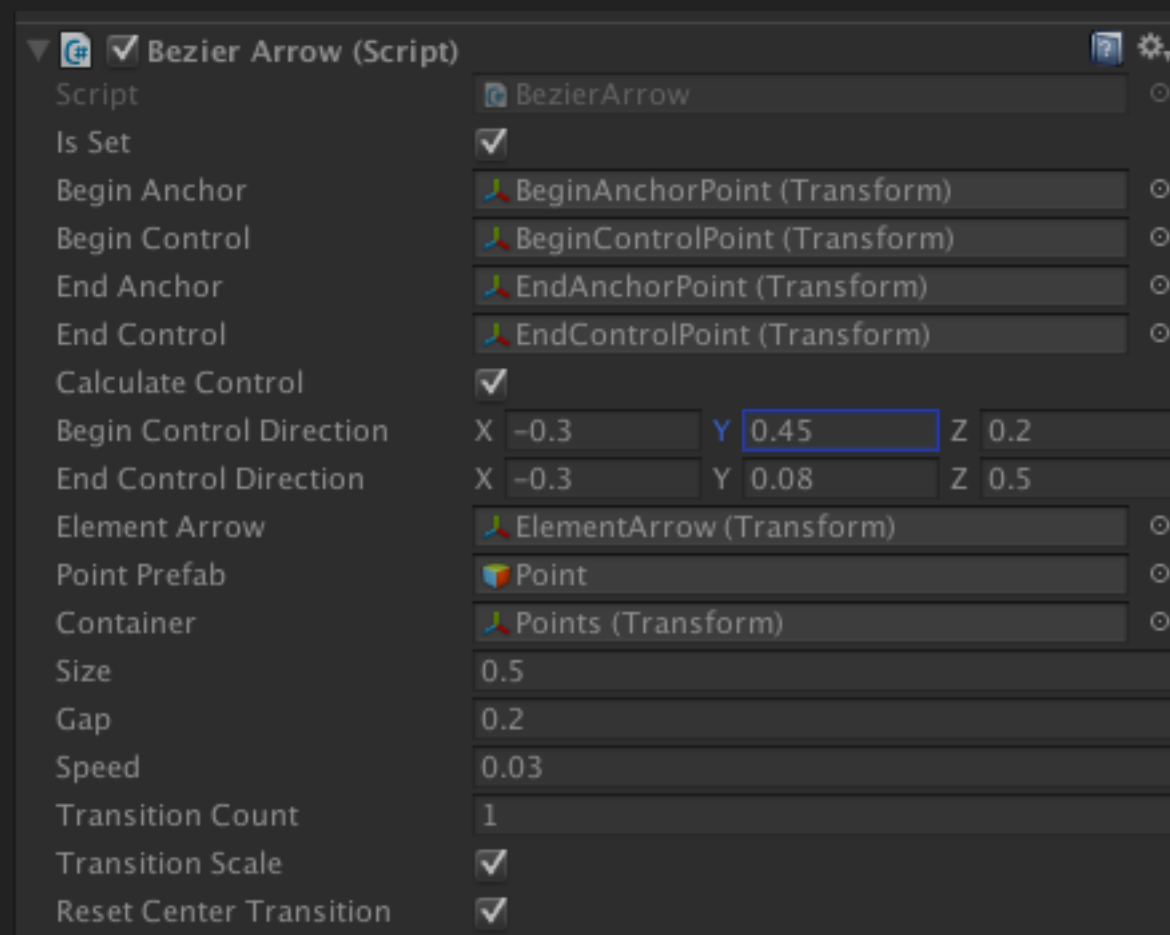 Bezier Arrow (Script)
Script BezierArrow
Is Set
Begin Anchor BeginAnchorPoint (Transform)
Begin Control BeginControlPoint (Transform)
End Anchor EndAnchorPoint (Transform)
End Control EndControlPoint (Transform)
Calculate Control
Begin Control Direction X -0.3 Y 0.45 Z 0.2
End Control Direction X -0.3 Y 0.08 Z 0.5
Element Arrow ElementArrow (Transform)
Point Prefab Point
Container Points (Transform)
Size 0.5
Gap 0.2
Speed 0.03
Transition Count 1
Transition Scale
Reset Center Transition